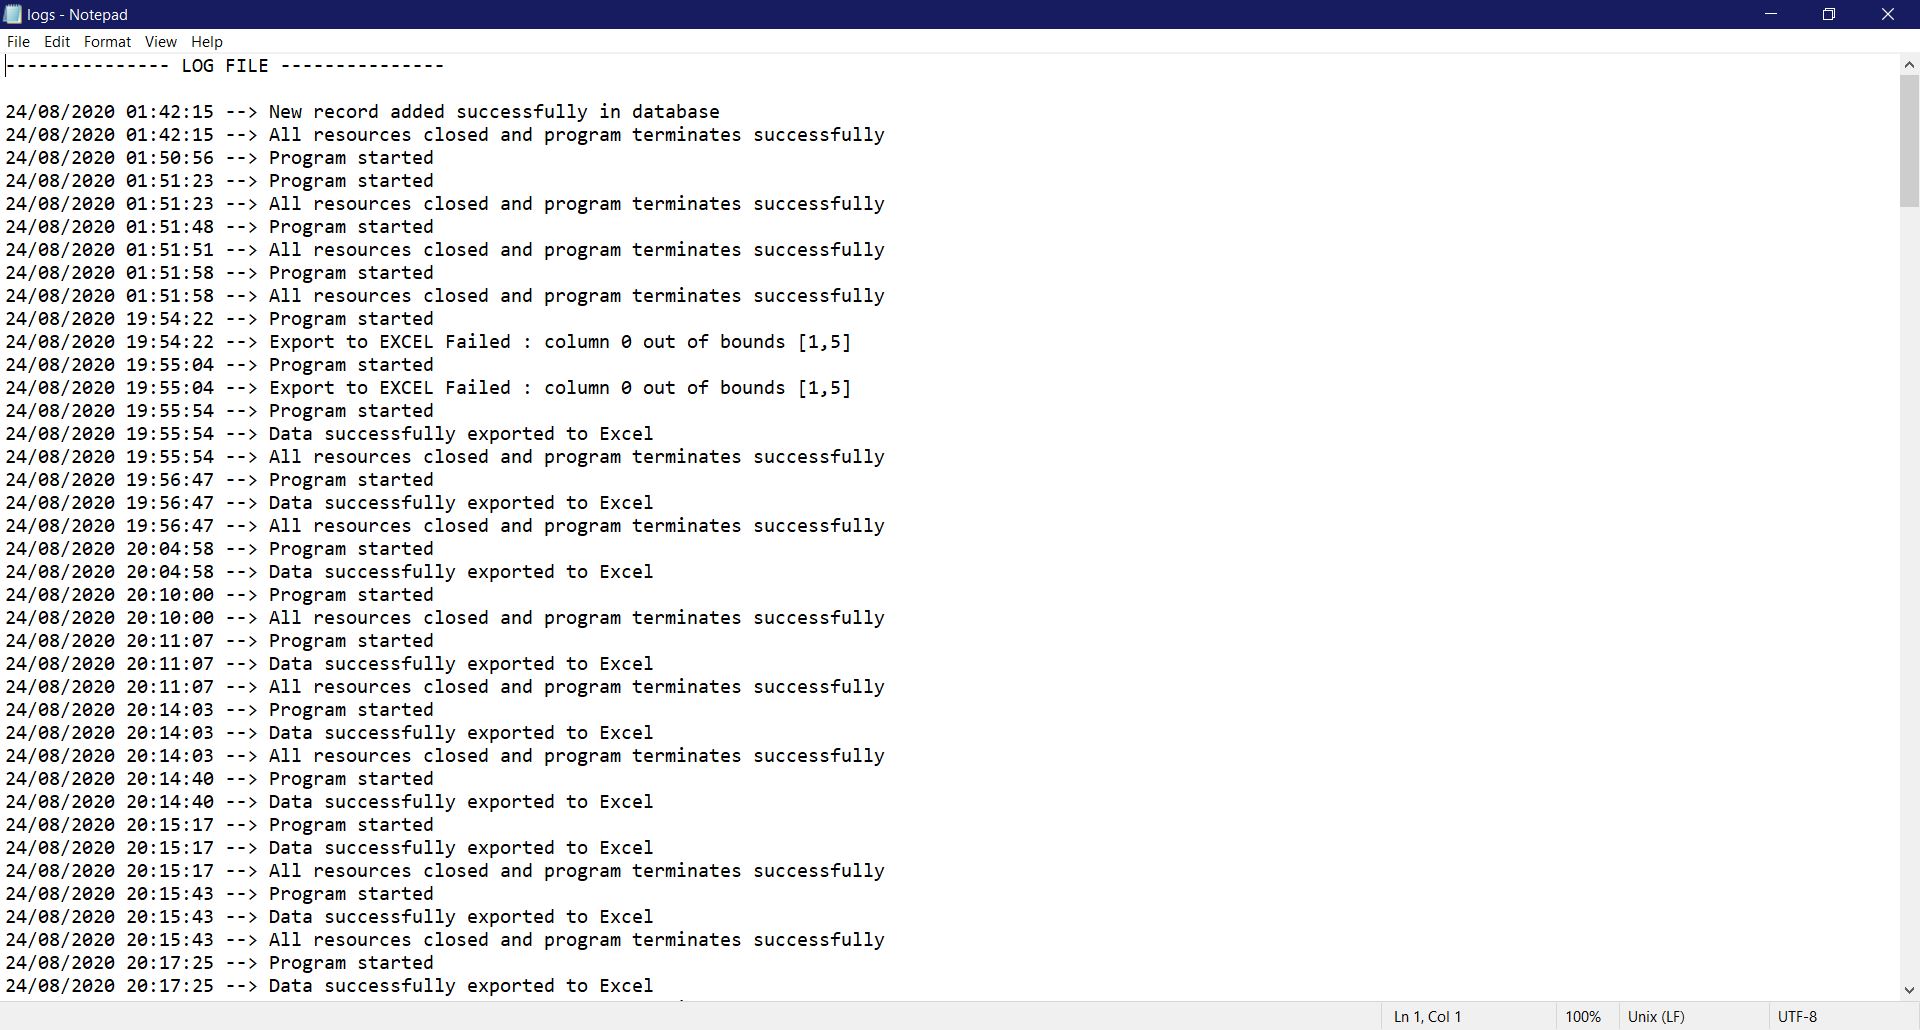 logs - Notepad
File Edit Format View Help
--------------- LOG FILE ---------------
24/08/2020 01:42:15 --> New record added successfully in database
24/08/2020 01:42:15 --> All resources closed and program terminates successfully
24/08/2020 01:50:56 --> Program started
24/08/2020 01:51:23 --> Program started
24/08/2020 01:51:23 --> All resources closed and program terminates successfully
24/08/2020 01:51:48 --> Program started
24/08/2020 01:51:51 --> All resources closed and program terminates successfully
24/08/2020 01:51:58 --> Program started
24/08/2020 01:51:58 --> All resources closed and program terminates successfully
24/08/2020 19:54:22 --> Program started
24/08/2020 19:54:22 --> Export to EXCEL Failed : column 0 out of bounds [1,5]
24/08/2020 19:55:04 --> Program started
24/08/2020 19:55:04 --> Export to EXCEL Failed : column 0 out of bounds [1,5]
24/08/2020 19:55:54 --> Program started
24/08/2020 19:55:54 --> Data successfully exported to Excel
24/08/2020 19:55:54 --> All resources closed and program terminates successfully
24/08/2020 19:56:47 --> Program started
24/08/2020 19:56:47 --> Data successfully exported to Excel
24/08/2020 19:56:47 --> All resources closed and program terminates successfully
24/08/2020 20:04:58 --> Program started
24/08/2020 20:04:58 --> Data successfully exported to Excel
24/08/2020 20:10:00 --> Program started
24/08/2020 20:10:00 --> All resources closed and program terminates successfully
24/08/2020 20:11:07 --> Program started
24/08/2020 20:11:07 --> Data successfully exported to Excel
24/08/2020 20:11:07 --> All resources closed and program terminates successfully
24/08/2020 20:14:03 --> Program started
24/08/2020 20:14:03 --> Data successfully exported to Excel
24/08/2020 20:14:03 --> All resources closed and program terminates successfully
24/08/2020 20:14:40 --> Program started
24/08/2020 20:14:40 --> Data successfully exported to Excel
24/08/2020 20:15:17 --> Program started
24/08/2020 20:15:17 --> Data successfully exported to Excel
24/08/2020 20:15:17 --> All resources closed and program terminates successfully
24/08/2020 20:15:43 --> Program started
24/08/2020 20:15:43 --> Data successfully exported to Excel
24/08/2020 20:15:43 --> All resources closed and program terminates successfully
24/08/2020 20:17:25 --> Program started
24/08/2020 20:17:25 --> Data successfully exported to Excel
Ln 1, Col 1 100% Unix (LF) UTF-8